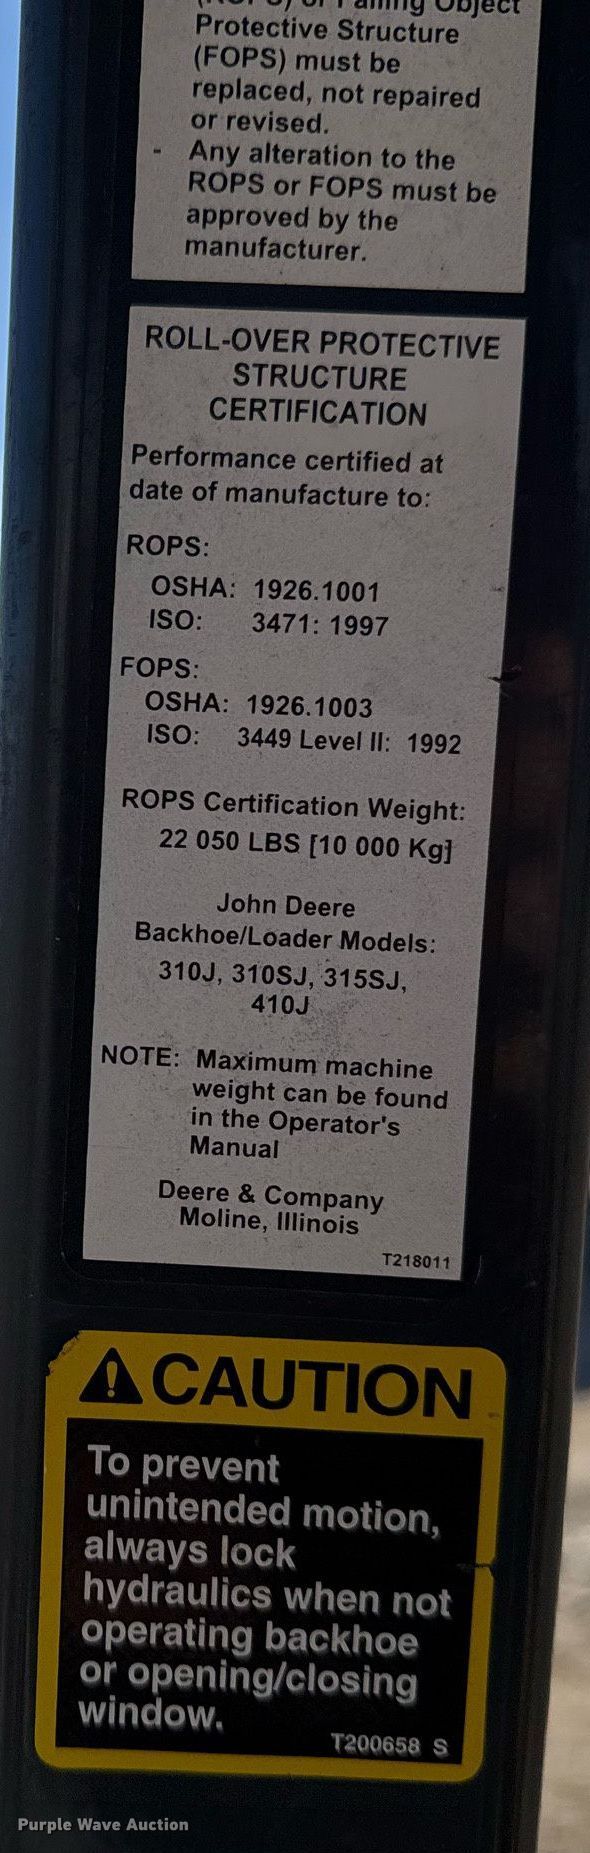 (ROPS) or Falling Object
Protective Structure
(FOPS) must be
replaced, not repaired
or revised.
- Any alteration to the
ROPS or FOPS must be
approved by the
manufacturer.
ROLL-OVER PROTECTIVE
STRUCTURE
CERTIFICATION
Performance certified at
date of manufacture to:
ROPS:
OSHA: 1926.1001
ISO: 3471: 1997
FOPS:
OSHA: 1926.1003
ISO: 3449 Level II: 1992
ROPS Certification Weight:
22 050 LBS [10 000 Kg]
John Deere
Backhoe/Loader Models:
310J, 310SJ, 315SJ,
410J
NOTE: Maximum machine
weight can be found
in the Operator's
Manual
Deere & Company
Moline, Illinois
T218011
CAUTION
To prevent
unintended motion,
always lock
hydraulics when not
operating backhoe
or opening/closing
window.
T200658 S
Purple Wave Auction